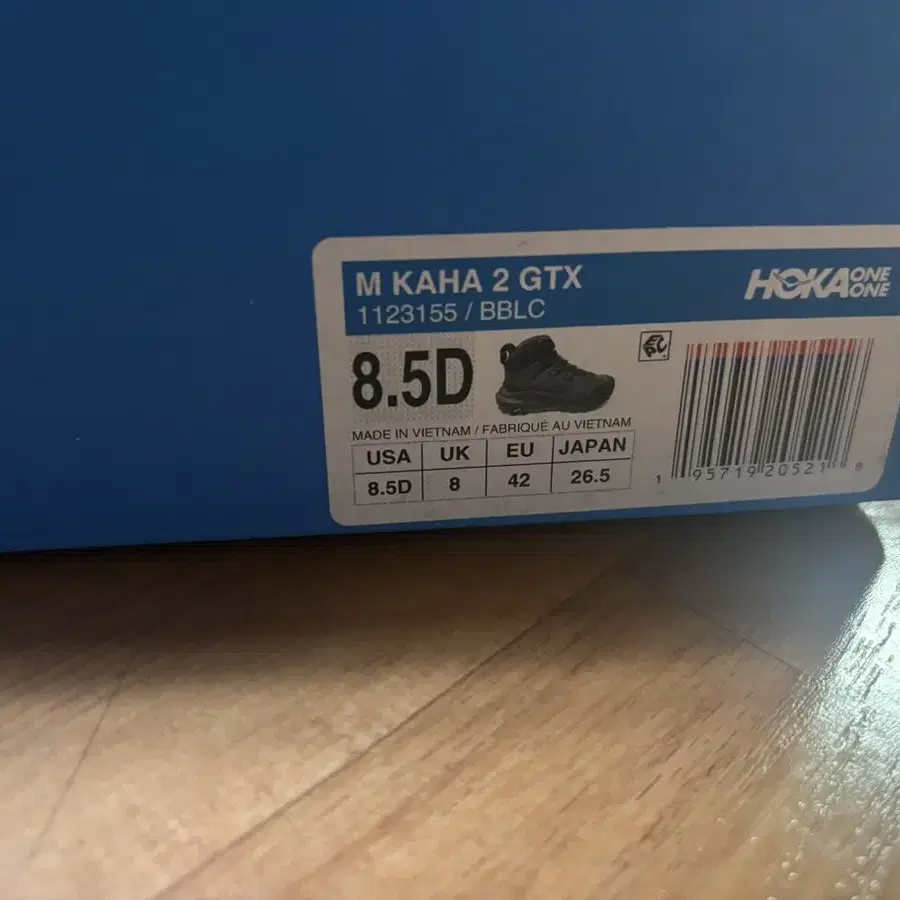 M KAHA 2 GTX
1123155 / BBLC
HOKA ONE ONE
8.5D
EPC
MADE IN VIETNAM / FABRIQUÉ AU VIETNAM
USA UK EU JAPAN
8.5D 8 42 26.5
1 95719 20521 8